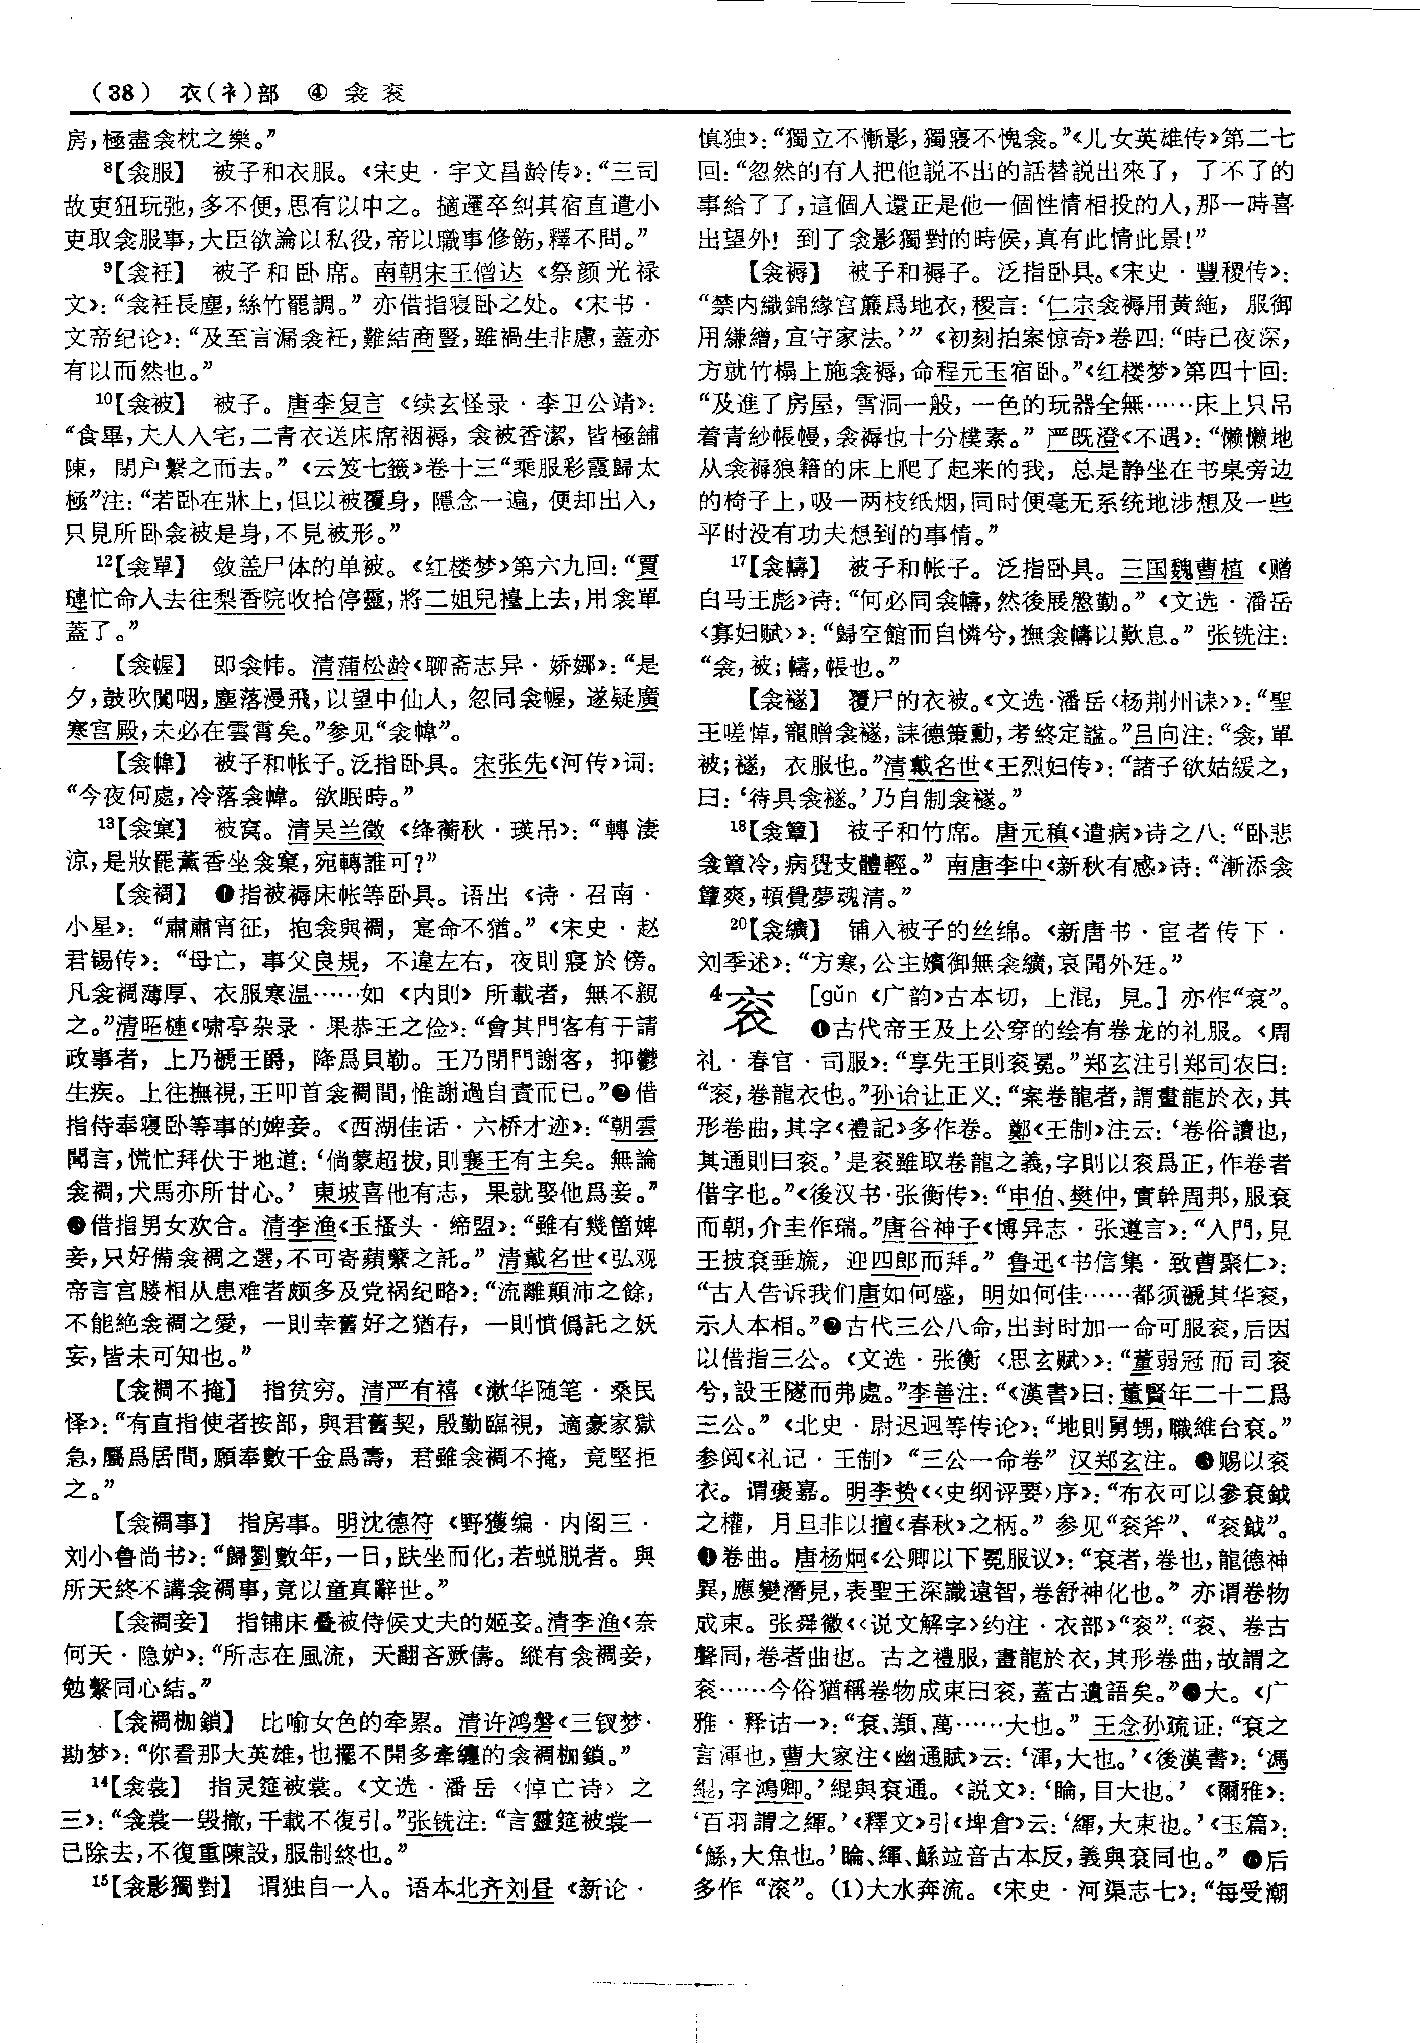 (38) 衣(衤)部 ④ 衾 衮
房，極盡衾枕之樂。”
8【衾服】 被子和衣服。《宋史·宇文昌龄传》：“三司
故吏狃玩弛，多不便，思有以中之。擿邏卒糾其宿直遣小
吏取衾服事，大臣欲論以私役，帝以職事修飭，釋不問。”
9【衾衽】 被子和卧席。南朝宋王僧达《祭颜光禄
文》：“衾衽長塵，絲竹罷調。”亦借指寝卧之处。《宋书·
文帝纪论》：“及至言漏衾衽，難結商豎，雖禍生非慮，蓋亦
有以而然也。”
10【衾被】 被子。唐李复言《续玄怪录·李卫公靖》：
“食畢，夫人入宅，二青衣送床席裀褥，衾被香潔，皆極鋪
陳，閉户繫之而去。”《云笈七籤》卷十三“乘服彩霞歸太
極”注：“若卧在牀上，但以被覆身，隱念一遍，便却出入，
只見所卧衾被是身，不見被形。”
12【衾單】 敛盖尸体的单被。《红楼梦》第六九回：“賈
璉忙命人去往梨香院收拾停靈，將二姐兒擡上去，用衾單
蓋了。”
【衾幄】 即衾帏。清蒲松龄《聊斋志异·娇娜》：“是
夕，鼓吹闐咽，塵落漫飛，以望中仙人，忽同衾幄，遂疑廣
寒宫殿，未必在雲霄矣。”参见“衾幃”。
【衾幃】 被子和帐子。泛指卧具。宋张先《河传》词：
“今夜何處，冷落衾幃。欲眠時。”
13【衾窠】 被窝。清吴兰徵《绛蘅秋·瑛吊》：“轉淒
涼，是妝罷薰香坐衾窠，宛轉誰可？”
【衾裯】 ❶指被褥床帐等卧具。语出《诗·召南·
小星》：“肅肅宵征，抱衾與裯，寔命不猶。”《宋史·赵
君锡传》：“母亡，事父良規，不違左右，夜則寢於傍。
凡衾裯薄厚、衣服寒温……如《内則》所載者，無不親
之。”清昭槤《啸亭杂录·果恭王之俭》：“會其門客有干請
政事者，上乃褫王爵，降爲貝勒。王乃閉門謝客，抑鬱
生疾。上往撫視，王叩首衾裯間，惟謝過自責而已。”❷借
指侍奉寝卧等事的婢妾。《西湖佳话·六桥才迹》：“朝雲
聞言，慌忙拜伏于地道：‘倘蒙超拔，則襄王有主矣。無論
衾裯，犬馬亦所甘心。’東坡喜他有志，果就娶他爲妾。”
❸借指男女欢合。清李渔《玉搔头·缔盟》：“雖有幾箇婢
妾，只好備衾裯之選，不可寄蘋蘩之託。”清戴名世《弘观
帝言宫媵相从患难者颇多及党祸纪略》：“流離顛沛之餘，
不能絶衾裯之愛，一則幸舊好之猶存，一則憤僞託之妖
妄，皆未可知也。”
【衾裯不掩】 指贫穷。清严有禧《漱华随笔·桑民
怿》：“有直指使者按部，與君舊契，殷勤臨視，適豪家獄
急，屬爲居間，願奉數千金爲壽，君雖衾裯不掩，竟堅拒
之。”
【衾裯事】 指房事。明沈德符《野獲编·内阁三·
刘小鲁尚书》：“歸劉數年，一日，趺坐而化，若蜕脱者。與
所天終不講衾裯事，竟以童真辭世。”
【衾裯妾】 指铺床叠被侍侯丈夫的姬妾。清李渔《奈
何天·隐妒》：“所志在風流，天翻吝厥儔。縱有衾裯妾，
勉繫同心結。”
【衾裯枷鎖】 比喻女色的牵累。清许鸿磐《三钗梦·
勘梦》：“你看那大英雄，也擺不開多牽纏的衾裯枷鎖。”
14【衾裳】 指灵筵被裳。《文选·潘岳〈悼亡诗〉之
三》：“衾裳一毁撤，千載不復引。”张铣注：“言靈筵被裳一
已除去，不復重陳設，服制終也。”
15【衾影獨對】 谓独自一人。语本北齐刘昼《新论·
慎独》：“獨立不慚影，獨寢不愧衾。”《儿女英雄传》第二七
回：“忽然的有人把他説不出的話替説出來了，了不了的
事給了了，這個人還正是他一個性情相投的人，那一時喜
出望外！到了衾影獨對的時候，真有此情此景！”
【衾褥】 被子和褥子。泛指卧具。《宋史·豐稷传》：
“禁内織錦緣宫簾爲地衣，稷言：‘仁宗衾褥用黄絁，服御
用縑繒，宜守家法。’”《初刻拍案惊奇》卷四：“時已夜深，
方就竹榻上施衾褥，命程元玉宿卧。”《红楼梦》第四十回：
“及進了房屋，雪洞一般，一色的玩器全無……床上只吊
着青紗帳幔，衾褥也十分樸素。”严既澄《不遇》：“懒懒地
从衾褥狼籍的床上爬了起来的我，总是静坐在书桌旁边
的椅子上，吸一两枝纸烟，同时便毫无系统地涉想及一些
平时没有功夫想到的事情。”
17【衾幬】 被子和帐子。泛指卧具。三国魏曹植《赠
白马王彪》诗：“何必同衾幬，然後展慇勤。”《文选·潘岳
〈寡妇赋〉》：“歸空館而自憐兮，撫衾幬以歎息。”张铣注：
“衾，被；幬，帳也。”
【衾襚】 覆尸的衣被。《文选·潘岳〈杨荆州诔〉》：“聖
王嗟悼，寵贈衾襚，誄德策勳，考終定諡。”吕向注：“衾，單
被；襚，衣服也。”清戴名世《王烈妇传》：“諸子欲姑緩之，
曰：‘待具衾襚。’乃自制衾襚。”
18【衾簟】 被子和竹席。唐元稹《遣病》诗之八：“卧悲
衾簟冷，病覺支體輕。”南唐李中《新秋有感》诗：“漸添衾
簟爽，頓覺夢魂清。”
20【衾纊】 铺入被子的丝绵。《新唐书·宦者传下·
刘季述》：“方寒，公主嬪御無衾纊，哀聞外廷。”
4衮 [gǔn《广韵》古本切，上混，見。]亦作“袞”。
❶古代帝王及上公穿的绘有卷龙的礼服。《周
礼·春官·司服》：“享先王則衮冕。”郑玄注引郑司农曰：
“衮，卷龍衣也。”孙诒让正义：“案卷龍者，謂畫龍於衣，其
形卷曲，其字《禮記》多作卷。鄭《王制》注云：‘卷俗讀也，
其通則曰衮。’是衮雖取卷龍之義，字則以衮爲正，作卷者
借字也。”《後汉书·张衡传》：“申伯、樊仲，實幹周邦，服袞
而朝，介圭作瑞。”唐谷神子《博异志·张遵言》：“入門，見
王披袞垂旒，迎四郎而拜。”鲁迅《书信集·致曹聚仁》：
“古人告诉我们唐如何盛，明如何佳……都须褫其华衮，
示人本相。”❷古代三公八命，出封时加一命可服衮，后因
以借指三公。《文选·张衡〈思玄赋〉》：“董弱冠而司衮
兮，設王隧而弗處。”李善注：“《漢書》曰：董賢年二十二爲
三公。”《北史·尉迟迥等传论》：“地則舅甥，職維台袞。”
参阅《礼记·王制》“三公一命卷”汉郑玄注。❸赐以衮
衣。谓褒嘉。明李贽《〈史纲评要〉序》：“布衣可以參袞鉞
之權，月旦非以擅《春秋》之柄。”参见“衮斧”、“衮鉞”。
❹卷曲。唐杨炯《公卿以下冕服议》：“袞者，卷也，龍德神
異，應變潛見，表聖王深識遠智，卷舒神化也。”亦谓卷物
成束。张舜徽《〈说文解字〉约注·衣部》“衮”：“衮、卷古
聲同，卷者曲也。古之禮服，畫龍於衣，其形卷曲，故謂之
衮……今俗猶稱卷物成束曰衮，蓋古遺語矣。”❺大。《广
雅·释诂一》：“袞、灝、萬……大也。”王念孙疏证：“袞之
言渾也，曹大家注《幽通賦》云：‘渾，大也。’《後漢書》：‘馮
緄，字鴻卿。’緄與袞通。《説文》：‘睔，目大也。’《爾雅》：
‘百羽謂之緷。’《釋文》引《埤倉》云：‘緷，大束也。’《玉篇》：
‘鯀，大魚也。’睔、緷、鯀竝音古本反，義與袞同也。”❻后
多作“滚”。(1)大水奔流。《宋史·河渠志七》：“每受潮